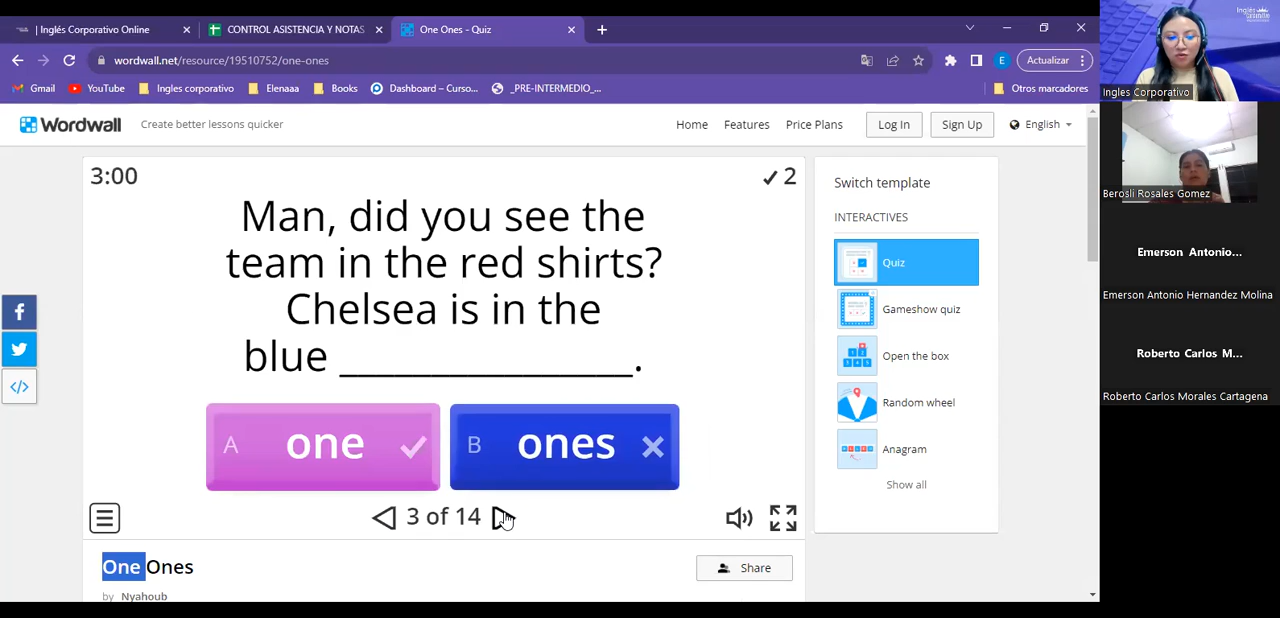 | Inglés Corporativo Online
CONTROL ASISTENCIA Y NOTAS
One Ones - Quiz
wordwall.net/resource/19510752/one-ones
E
Actualizar
Gmail
YouTube
Ingles corporativo
Elenaaa
Books
Dashboard – Curso...
_PRE-INTERMEDIO_...
Otros marcadores
Wordwall
Create better lessons quicker
Home
Features
Price Plans
Log In
Sign Up
English
3:00
2
Man, did you see the
team in the red shirts?
Chelsea is in the
blue ________________.
A one
B ones
3 of 14
One Ones
by Nyahoub
Share
Switch template
INTERACTIVES
Quiz
Gameshow quiz
Open the box
Random wheel
Anagram
Show all
Ingles Corporativo
Berosli Rosales Gomez
Emerson Antonio...
Emerson Antonio Hernandez Molina
Roberto Carlos M...
Roberto Carlos Morales Cartagena